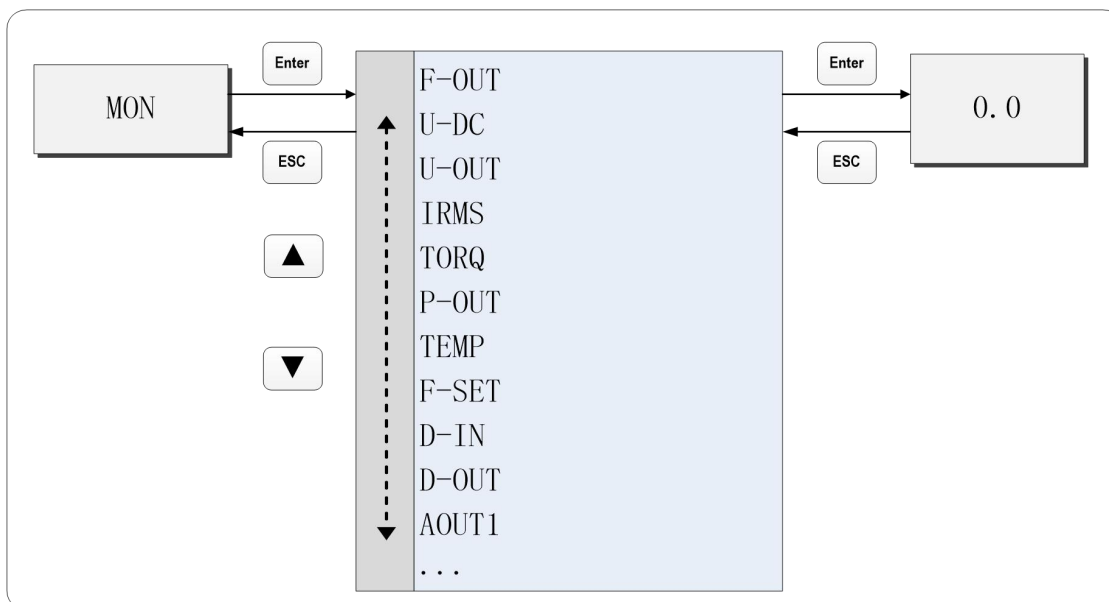 MON
Enter
ESC
▲
▼
F-OUT
U-DC
U-OUT
IRMS
TORQ
P-OUT
TEMP
F-SET
D-IN
D-OUT
AOUT1
...
Enter
ESC
0.0